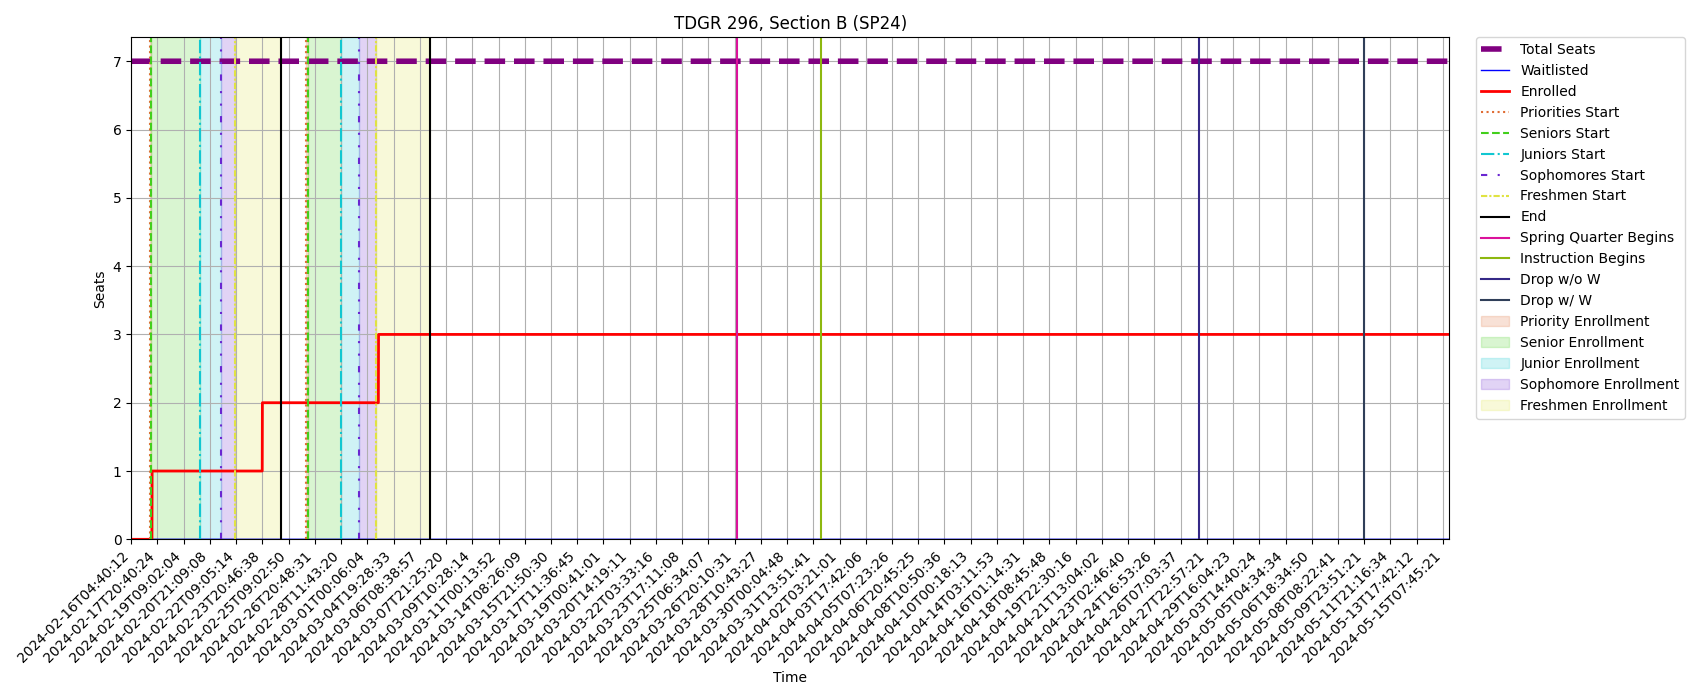 TDGR 296, Section B (SP24)
Seats
7
6
5
4
3
2
1
0
2024-02-16T04:40:12
2024-02-17T20:40:24
2024-02-19T09:02:04
2024-02-20T21:09:08
2024-02-22T09:05:14
2024-02-23T20:46:38
2024-02-25T09:02:50
2024-02-26T20:48:31
2024-02-28T11:43:20
2024-03-01T00:06:04
2024-03-04T19:28:33
2024-03-06T08:38:57
2024-03-07T21:25:20
2024-03-09T10:28:14
2024-03-11T00:13:52
2024-03-14T08:26:09
2024-03-15T21:50:30
2024-03-17T11:36:45
2024-03-19T00:41:01
2024-03-20T14:19:11
2024-03-22T03:33:16
2024-03-23T17:11:08
2024-03-25T06:34:07
2024-03-26T20:10:31
2024-03-28T10:43:27
2024-03-30T00:04:48
2024-03-31T13:51:41
2024-04-02T03:21:01
2024-04-03T17:42:06
2024-04-05T07:23:26
2024-04-06T20:45:25
2024-04-08T10:50:36
2024-04-10T00:18:13
2024-04-14T03:11:53
2024-04-16T01:14:31
2024-04-18T08:45:48
2024-04-19T22:30:16
2024-04-21T13:04:02
2024-04-23T02:46:40
2024-04-24T16:53:26
2024-04-26T07:03:37
2024-04-27T22:57:21
2024-04-29T16:04:23
2024-05-03T14:40:24
2024-05-05T04:34:34
2024-05-06T18:34:50
2024-05-08T08:22:41
2024-05-09T23:51:21
2024-05-11T21:16:34
2024-05-13T17:42:12
2024-05-15T07:45:21
Time
Total Seats
Waitlisted
Enrolled
Priorities Start
Seniors Start
Juniors Start
Sophomores Start
Freshmen Start
End
Spring Quarter Begins
Instruction Begins
Drop w/o W
Drop w/ W
Priority Enrollment
Senior Enrollment
Junior Enrollment
Sophomore Enrollment
Freshmen Enrollment